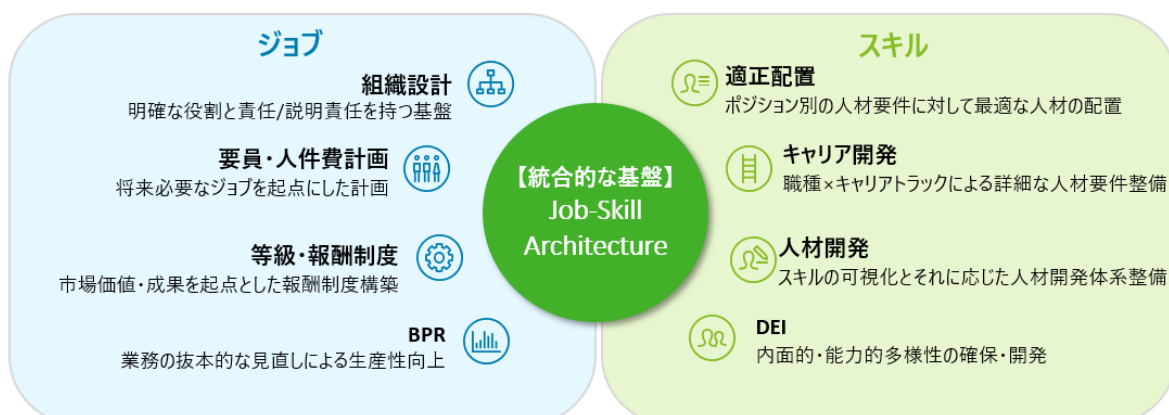 ジョブ
組織設計
明確な役割と責任/説明責任を持つ基盤
要員・人件費計画
将来必要なジョブを起点にした計画
等級・報酬制度
市場価値・成果を起点とした報酬制度構築
BPR
業務の抜本的な見直しによる生産性向上
【統合的な基盤】
Job-Skill
Architecture
スキル
適正配置
ポジション別の人材要件に対して最適な人材の配置
キャリア開発
職種×キャリアトラックによる詳細な人材要件整備
人材開発
スキルの可視化とそれに応じた人材開発体系整備
DEI
内面的・能力的多様性の確保・開発